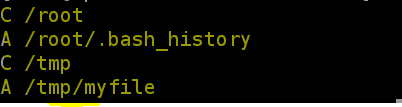 C /root
A /root/.bash_history
C /tmp
A /tmp/myfile